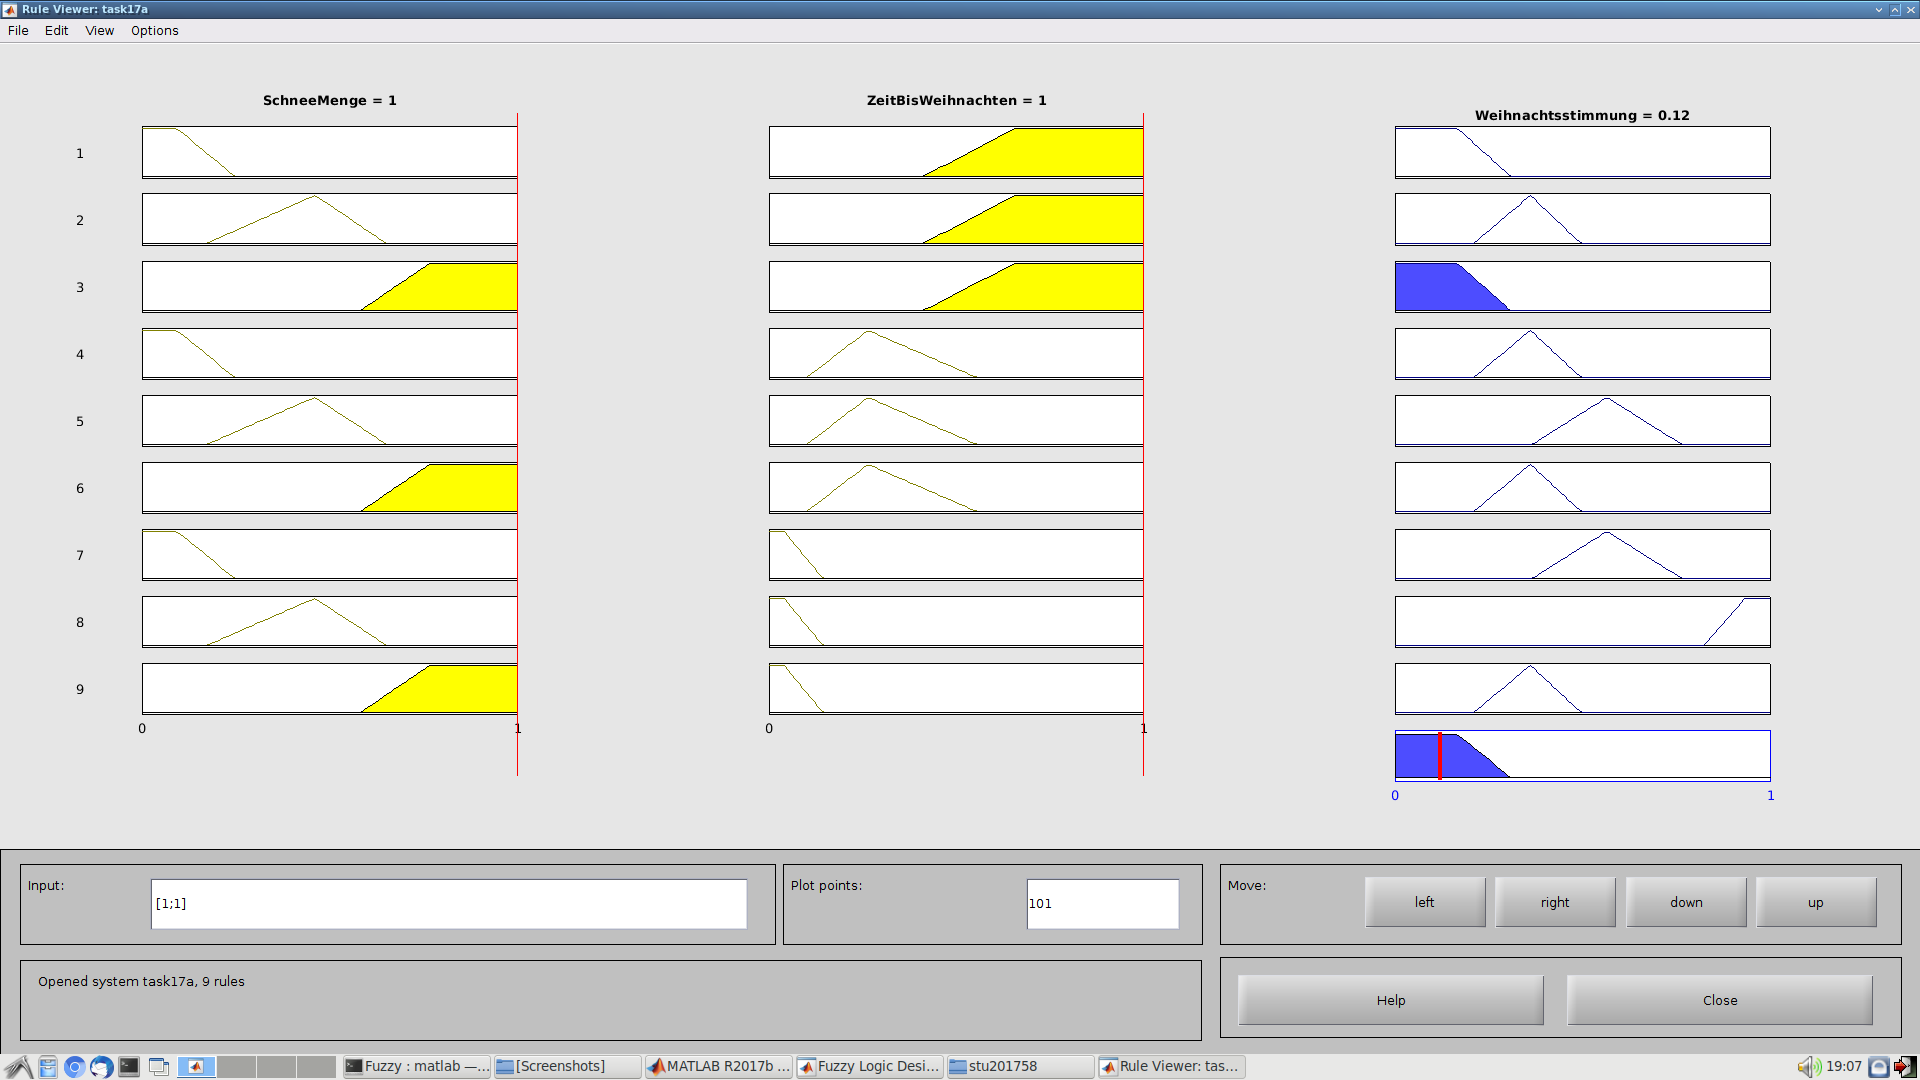 Rule Viewer: task17a
File Edit View Options
SchneeMenge = 1
ZeitBisWeihnachten = 1
Weihnachtsstimmung = 0.12
1
2
3
4
5
6
7
8
9
0 1
0 1
0 1
Input:
[1;1]
Plot points:
101
Move:
left
right
down
up
Opened system task17a, 9 rules
Help
Close
Fuzzy : matlab —...
[Screenshots]
MATLAB R2017b ...
Fuzzy Logic Desi...
stu201758
Rule Viewer: tas...
19:07